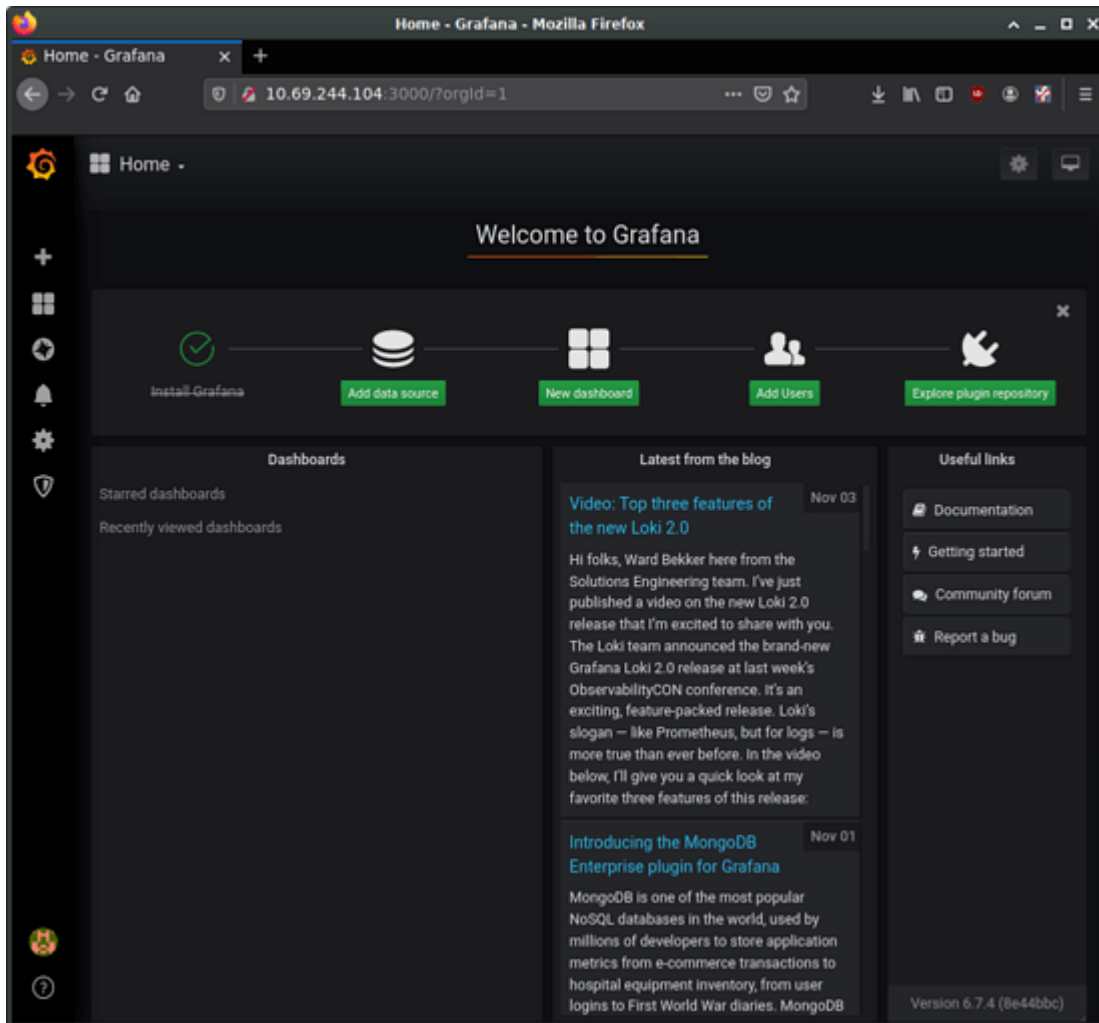 Home - Grafana - Mozilla Firefox
Home - Grafana
10.69.244.104:3000/?orgId=1
Home
Welcome to Grafana
Install Grafana
Add data source
New dashboard
Add Users
Explore plugin repository
Dashboards
Starred dashboards
Recently viewed dashboards
Latest from the blog
Video: Top three features of
the new Loki 2.0
Nov 03
Hi folks, Ward Bekker here from the
Solutions Engineering team. I've just
published a video on the new Loki 2.0
release that I'm excited to share with you.
The Loki team announced the brand-new
Grafana Loki 2.0 release at last week's
ObservabilityCON conference. It's an
exciting, feature-packed release. Loki's
slogan — like Prometheus, but for logs — is
more true than ever before. In the video
below, I'll give you a quick look at my
favorite three features of this release:
Introducing the MongoDB
Enterprise plugin for Grafana
Nov 01
MongoDB is one of the most popular
NoSQL databases in the world, used by
millions of developers to store application
metrics from e-commerce transactions to
hospital equipment inventory, from user
logins to First World War diaries. MongoDB
Useful links
Documentation
Getting started
Community forum
Report a bug
Version 6.7.4 (8e44bbc)